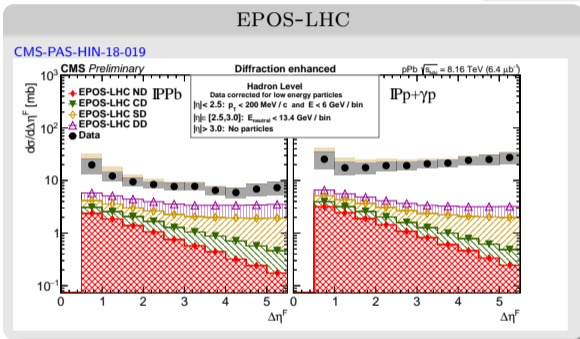 EPOS-LHC
CMS-PAS-HIN-18-019
CMS Preliminary
Diffraction enhanced
pPb √sNN = 8.16 TeV (6.4 μb⁻¹)
dσ/dΔηF [mb]
EPOS-LHC ND
EPOS-LHC CD
EPOS-LHC SD
EPOS-LHC DD
Data
IPPb
Hadron Level
Data corrected for low energy particles
|η|< 2.5: pT < 200 MeV / c and E < 6 GeV / bin
|η|= [2.5,3.0]: Eneutral < 13.4 GeV / bin
|η|> 3.0: No particles
IPp+γp
10³
10²
10
1
10⁻¹
0 1 2 3 4 5
ΔηF
0 1 2 3 4 5
ΔηF